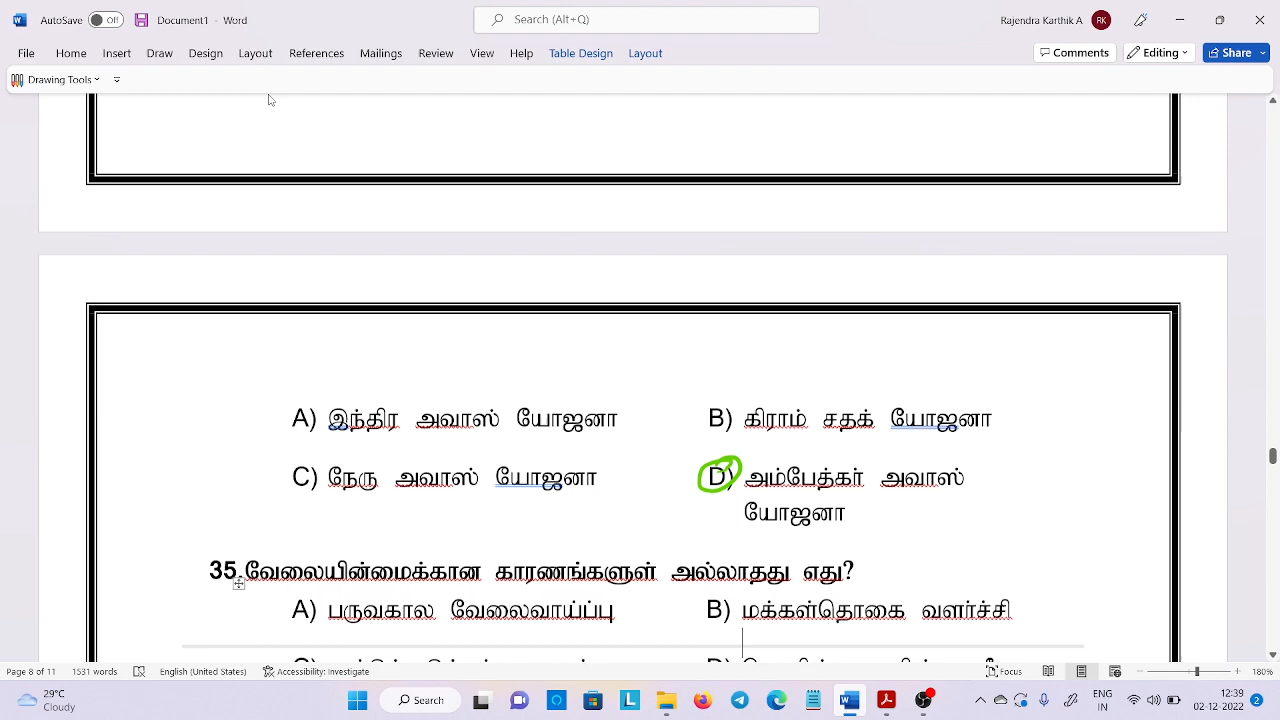 AutoSave Off Document1 - Word Search (Alt+Q) Rajendra Karthik A RK
File Home Insert Draw Design Layout References Mailings Review View Help Table Design Layout Comments Editing Share
Drawing Tools
A) இந்திர அவாஸ் யோஜனா B) கிராம் சதக் யோஜனா
C) நேரு அவாஸ் யோஜனா D) அம்பேத்கர் அவாஸ்
யோஜனா
35.வேலையின்மைக்கான காரணங்களுள் அல்லாதது எது?
A) பருவகால வேலைவாய்ப்பு B) மக்கள்தொகை வளர்ச்சி
Page 8 of 11 1531 words English (United States) Accessibility: Investigate Focus 180%
29°C Search ENG 12:39
Cloudy IN 02-12-2022 2